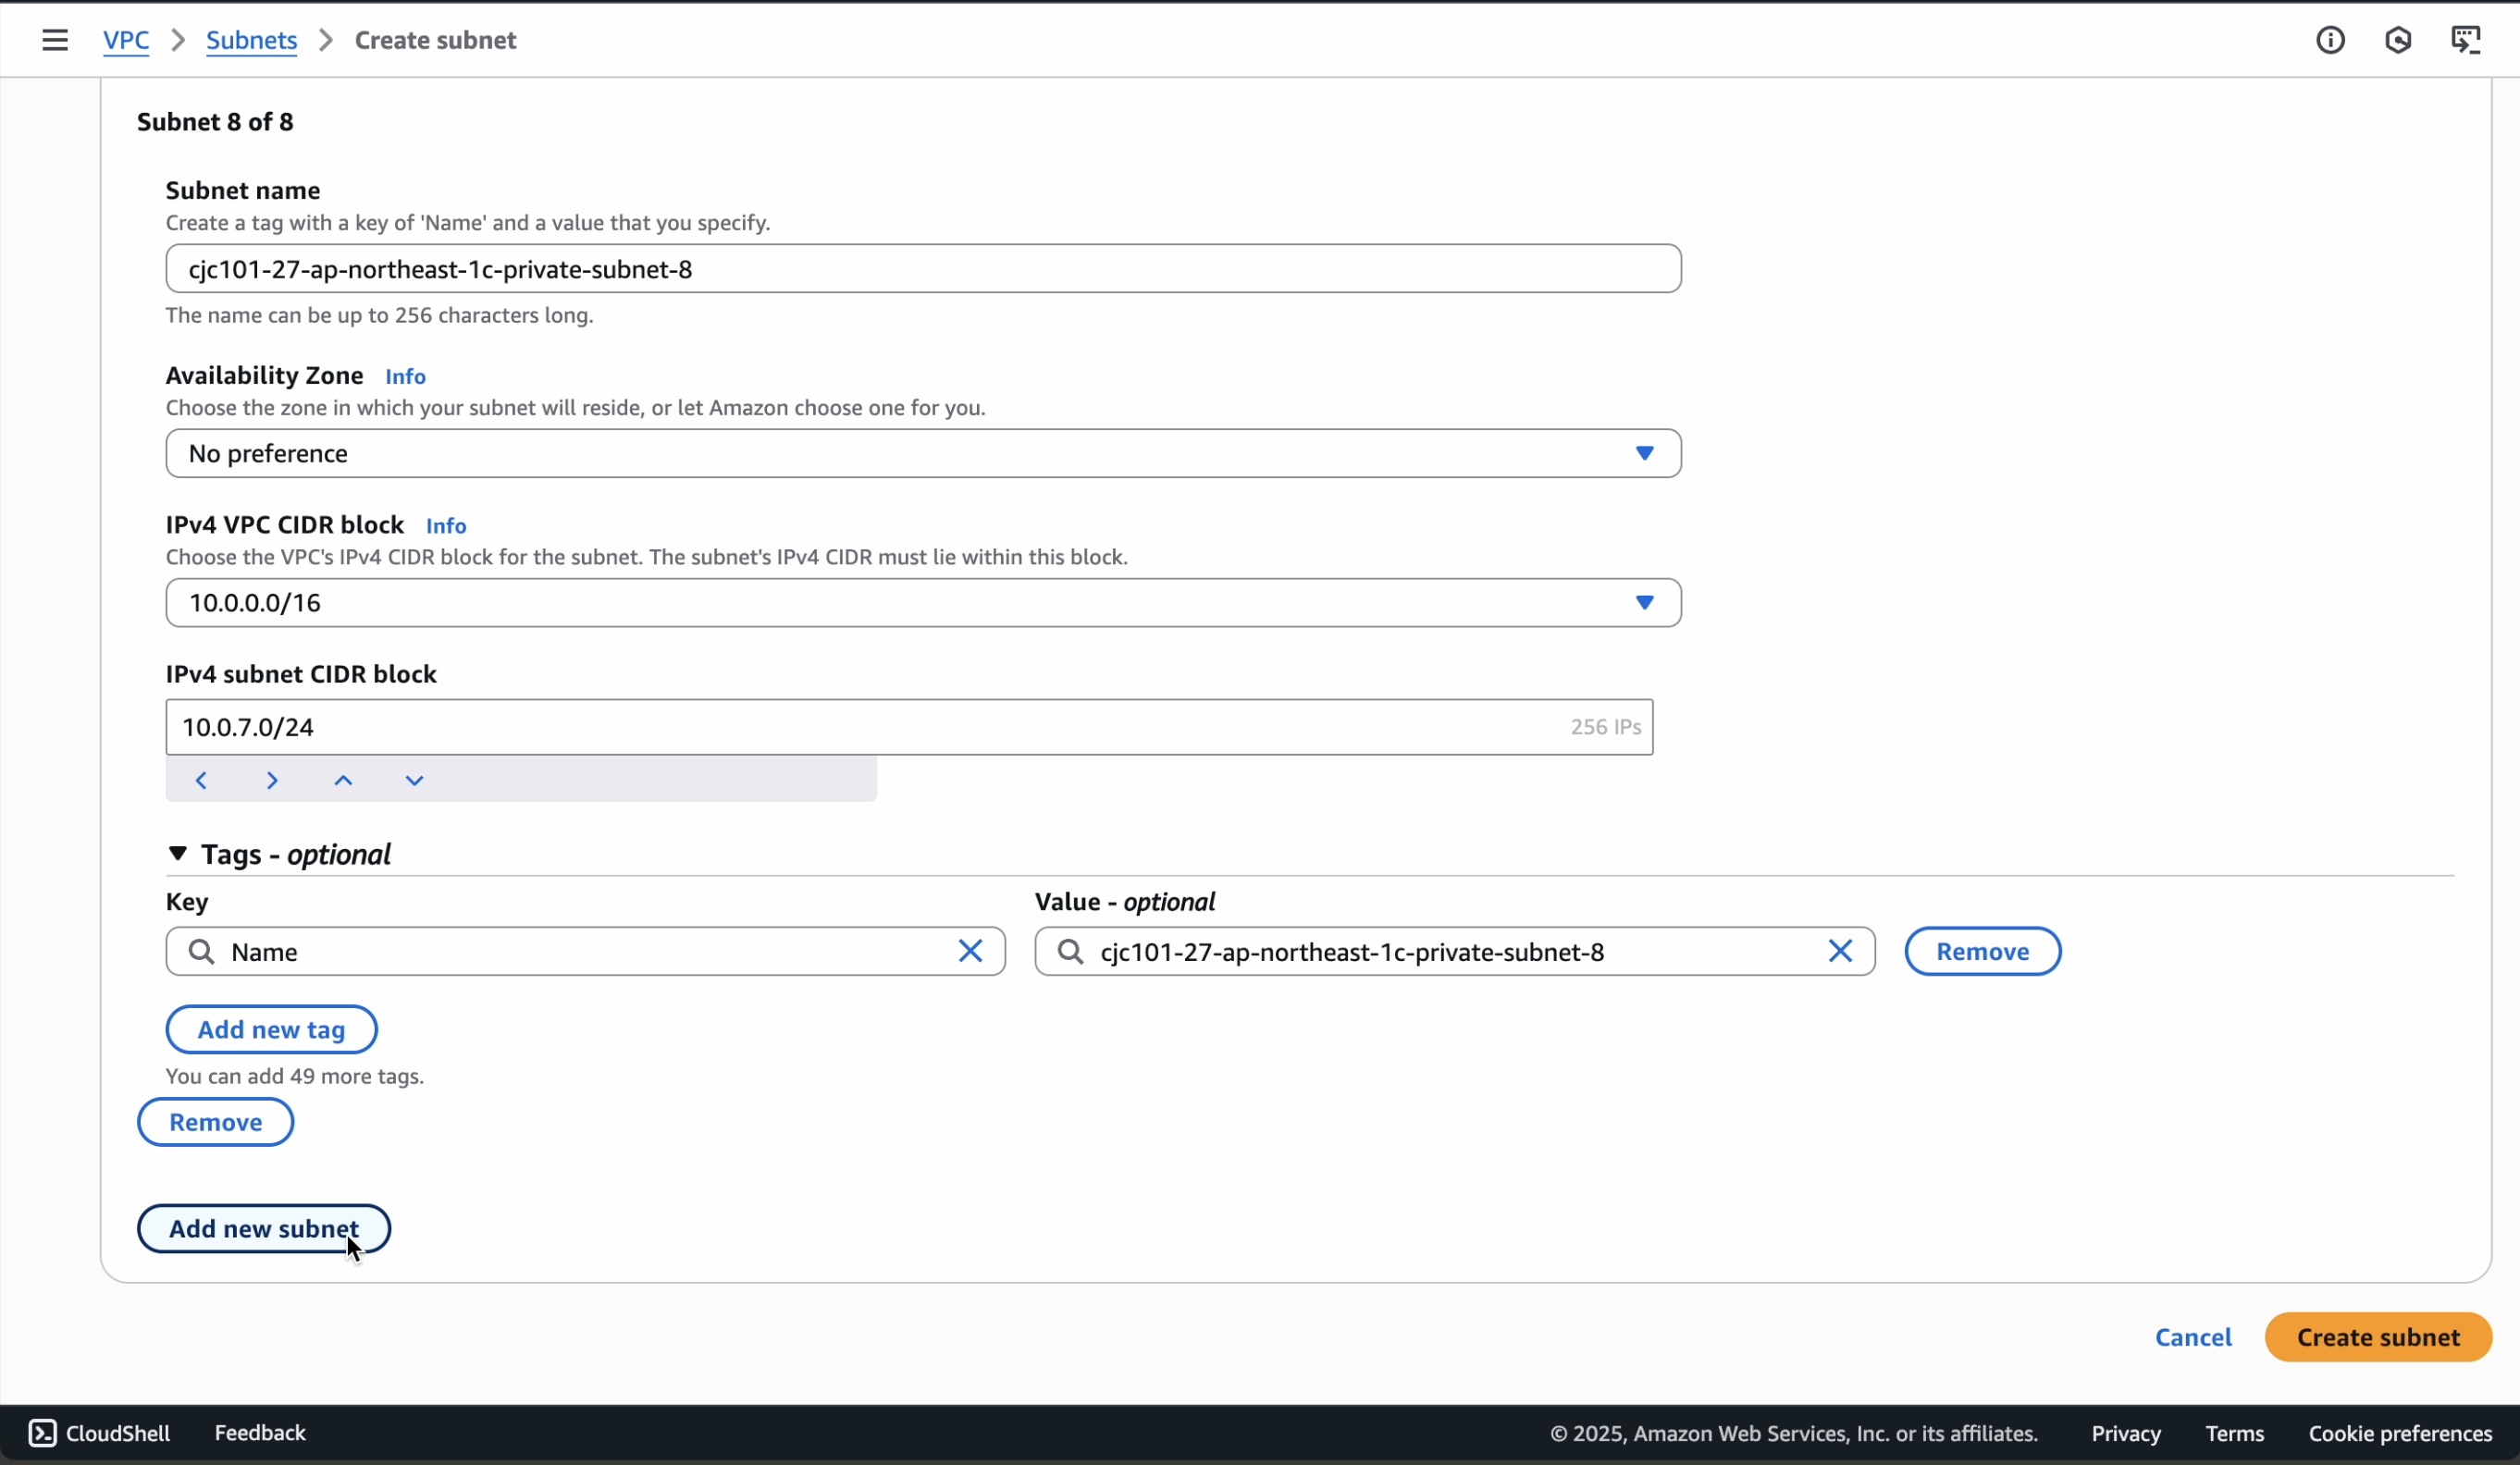 VPC > Subnets > Create subnet
Subnet 8 of 8
Subnet name
Create a tag with a key of 'Name' and a value that you specify.
cjc101-27-ap-northeast-1c-private-subnet-8
The name can be up to 256 characters long.
Availability Zone Info
Choose the zone in which your subnet will reside, or let Amazon choose one for you.
No preference
IPv4 VPC CIDR block Info
Choose the VPC's IPv4 CIDR block for the subnet. The subnet's IPv4 CIDR must lie within this block.
10.0.0.0/16
IPv4 subnet CIDR block
10.0.7.0/24 256 IPs
Tags - optional
Key Value - optional
Name cjc101-27-ap-northeast-1c-private-subnet-8 Remove
Add new tag
You can add 49 more tags.
Remove
Add new subnet
Cancel Create subnet
CloudShell Feedback © 2025, Amazon Web Services, Inc. or its affiliates. Privacy Terms Cookie preferences